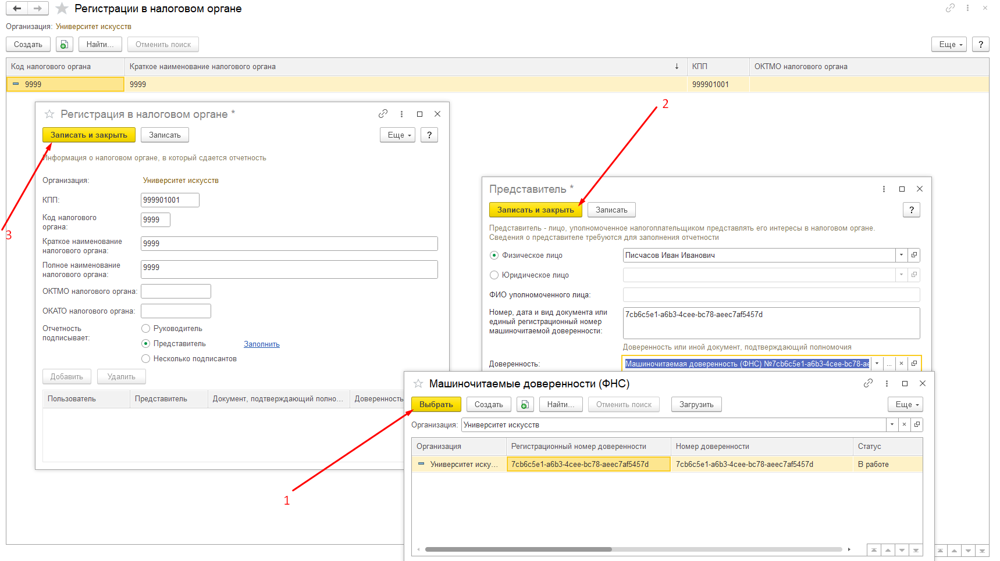 Регистрации в налоговом органе
Организация: Университет искусств
Создать Найти... Отменить поиск Еще ?
Код налогового органа Краткое наименование налогового органа КПП ОКТМО налогового органа
9999 9999 999901001
Регистрация в налоговом органе *
Записать и закрыть Записать Еще ?
Информация о налоговом органе, в который сдается отчетность
Организация: Университет искусств
КПП: 999901001
Код налогового
органа: 9999
Краткое наименование
налогового органа: 9999
Полное наименование
налогового органа: 9999
ОКТМО налогового органа:
ОКАТО налогового органа:
Отчетность
подписывает:
Руководитель
Представитель Заполнить
Несколько подписантов
Добавить Удалить
Пользователь Представитель Документ, подтверждающий полно... Доверенность
3
2
Представитель *
Записать и закрыть Записать ?
Представитель - лицо, уполномоченное налогоплательщиком представлять его интересы в налоговом органе.
Сведения о представителе требуются для заполнения отчетности
Физическое лицо Писчасов Иван Иванович
Юридическое лицо
ФИО уполномоченного лица:
Номер, дата и вид документа или
единый регистрационный номер
машиночитаемой доверенности:
7cb6c5e1-a6b3-4cee-bc78-aeec7af5457d
Доверенность или иной документ, подтверждающий полномочия
Доверенность: Машиночитаемая доверенность (ФНС) №7cb6c5e1-a6b3-4cee-bc78-ae
Машиночитаемые доверенности (ФНС)
Выбрать Создать Найти... Отменить поиск Загрузить Еще
Организация: Университет искусств
Организация Регистрационный номер доверенности Номер доверенности Статус
Университет иску... 7cb6c5e1-a6b3-4cee-bc78-aeec7af5457d 7cb6c5e1-a6b3-4cee-bc78-aeec7af5457d В работе
1